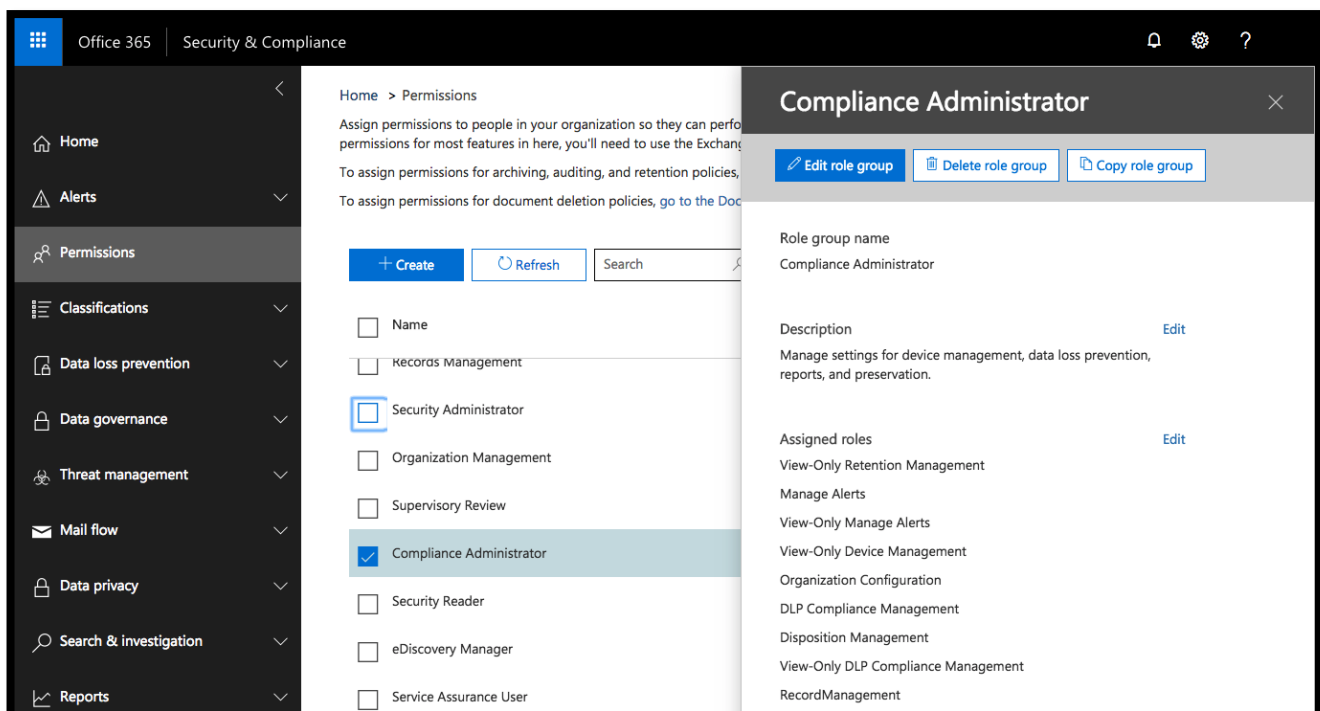 Office 365 Security & Compliance
?
Home
Alerts
Permissions
Classifications
Data loss prevention
Data governance
Threat management
Mail flow
Data privacy
Search & investigation
Reports
Home > Permissions
Assign permissions to people in your organization so they can perfo
permissions for most features in here, you'll need to use the Exchang
To assign permissions for archiving, auditing, and retention policies,
To assign permissions for document deletion policies, go to the Doc
+ Create
Refresh
Search
Name
Records Management
Security Administrator
Organization Management
Supervisory Review
Compliance Administrator
Security Reader
eDiscovery Manager
Service Assurance User
Compliance Administrator
Edit role group
Delete role group
Copy role group
Role group name
Compliance Administrator
Description Edit
Manage settings for device management, data loss prevention,
reports, and preservation.
Assigned roles Edit
View-Only Retention Management
Manage Alerts
View-Only Manage Alerts
View-Only Device Management
Organization Configuration
DLP Compliance Management
Disposition Management
View-Only DLP Compliance Management
RecordManagement